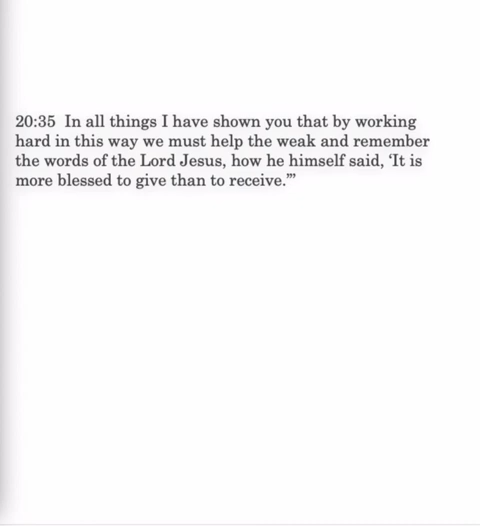 20:35 In all things I have shown you that by working
hard in this way we must help the weak and remember
the words of the Lord Jesus, how he himself said, ‘It is
more blessed to give than to receive.’”